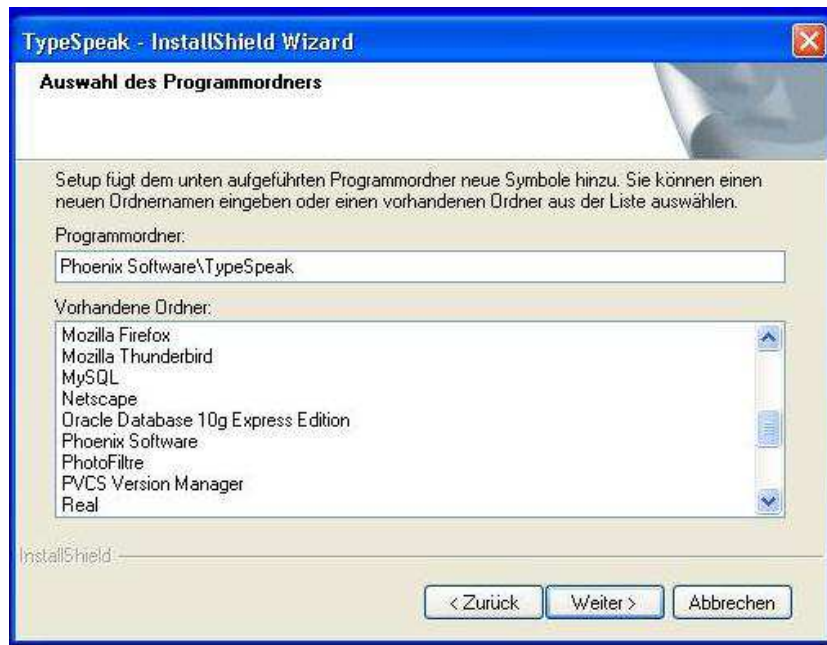 TypeSpeak - InstallShield Wizard
Auswahl des Programmordners
Setup fügt dem unten aufgeführten Programmordner neue Symbole hinzu. Sie können einen
neuen Ordnernamen eingeben oder einen vorhandenen Ordner aus der Liste auswählen.
Programmordner:
Phoenix Software\TypeSpeak
Vorhandene Ordner:
Mozilla Firefox
Mozilla Thunderbird
MySQL
Netscape
Oracle Database 10g Express Edition
Phoenix Software
PhotoFiltre
PVCS Version Manager
Real
InstallShield
< Zurück Weiter > Abbrechen